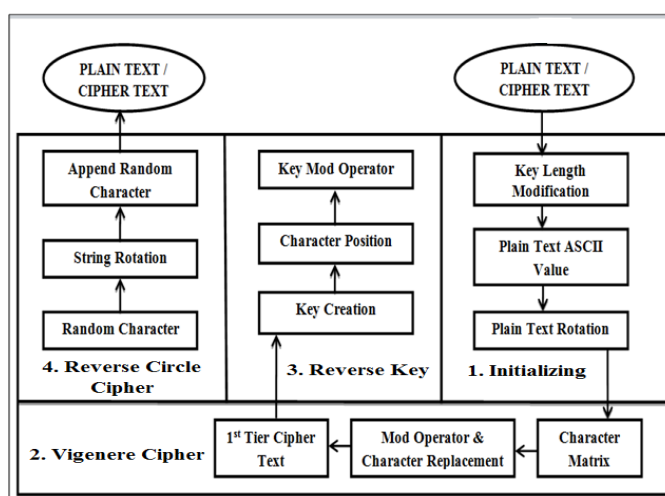 PLAIN TEXT /
CIPHER TEXT
PLAIN TEXT /
CIPHER TEXT
Append Random
Character
String Rotation
Random Character
4. Reverse Circle
Cipher
Key Mod Operator
Character Position
Key Creation
3. Reverse Key
Key Length
Modification
Plain Text ASCII
Value
Plain Text Rotation
1. Initializing
2. Vigenere Cipher
1st Tier Cipher
Text
Mod Operator &
Character Replacement
Character
Matrix